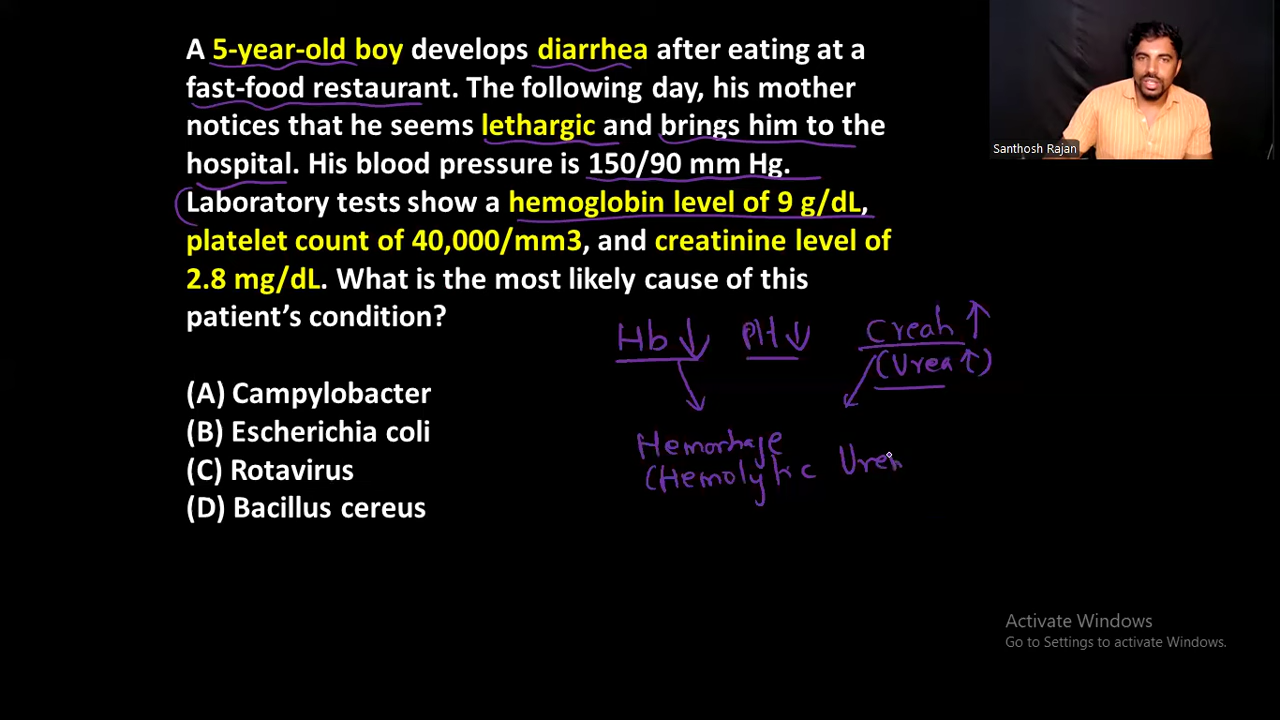 A 5-year-old boy develops diarrhea after eating at a
fast-food restaurant. The following day, his mother
notices that he seems lethargic and brings him to the
hospital. His blood pressure is 150/90 mm Hg.
Laboratory tests show a hemoglobin level of 9 g/dL,
platelet count of 40,000/mm3, and creatinine level of
2.8 mg/dL. What is the most likely cause of this
patient's condition?
(A) Campylobacter
(B) Escherichia coli
(C) Rotavirus
(D) Bacillus cereus
Hb↓ Plt↓ Creah ↑
(Urea↑)
Hemorhage
(Hemolytic Urem
Santhosh Rajan
Activate Windows
Go to Settings to activate Windows.